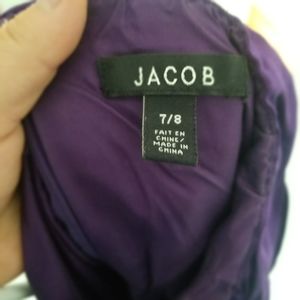 JACOB
7/8
FAIT EN
CHINE/
MADE IN
CHINA